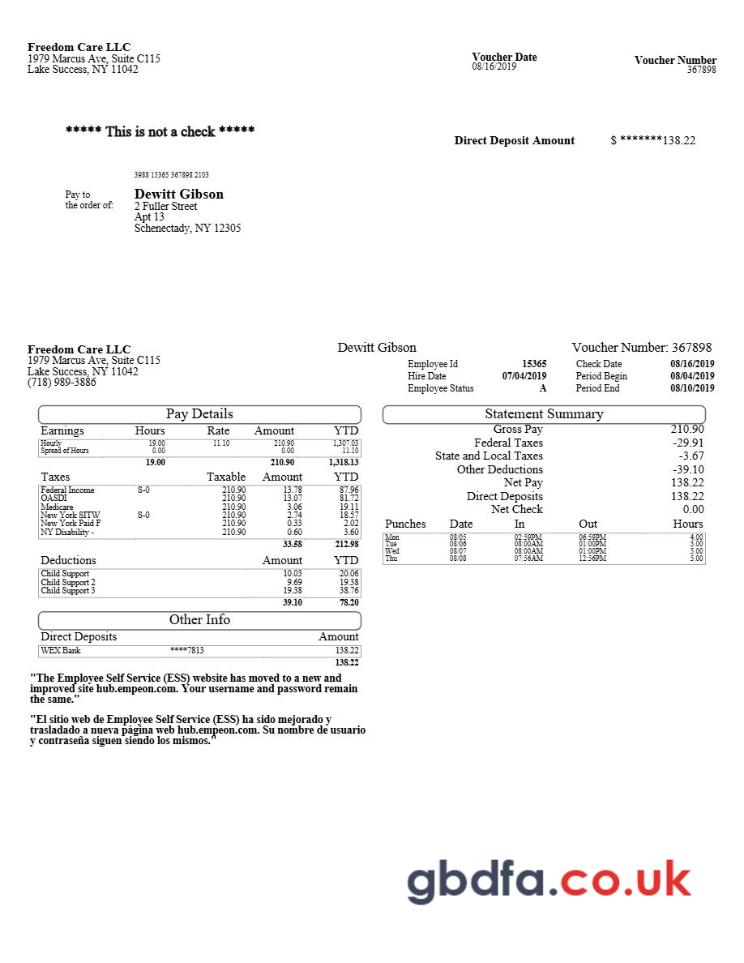 Freedom Care LLC
1979 Marcus Ave, Suite C115
Lake Success, NY 11042
Voucher Date
08/16/2019
Voucher Number
367898
***** This is not a check *****
Direct Deposit Amount $ *******138.22
3988 15365 367898 2103
Pay to
the order of:
Dewitt Gibson
2 Fuller Street
Apt 13
Schenectady, NY 12305
Freedom Care LLC
1979 Marcus Ave, Suite C115
Lake Success, NY 11042
(718) 989-3886
Dewitt Gibson
Voucher Number: 367898
Employee Id 15365 Check Date 08/16/2019
Hire Date 07/04/2019 Period Begin 08/04/2019
Employee Status A Period End 08/10/2019
Pay Details
Earnings Hours Rate Amount YTD
Hourly 19.00 11.10 210.90 1,307.03
Spread of Hours 0.00 0.00 11.10
19.00 210.90 1,318.13
Taxes Taxable Amount YTD
Federal Income S-0 210.90 13.78 87.96
OASDI 210.90 13.07 81.72
Medicare 210.90 3.06 19.11
New York SITW S-0 210.90 2.74 18.57
New York Paid F 210.90 0.33 2.02
NY Disability - 210.90 0.60 3.60
33.58 212.98
Deductions Amount YTD
Child Support 10.03 20.06
Child Support 2 9.69 19.38
Child Support 3 19.38 38.76
39.10 78.20
Other Info
Direct Deposits Amount
WEX Bank ****7813 138.22
138.22
Statement Summary
Gross Pay 210.90
Federal Taxes -29.91
State and Local Taxes -3.67
Other Deductions -39.10
Net Pay 138.22
Direct Deposits 138.22
Net Check 0.00
Punches Date In Out Hours
Mon 08/05 02:59PM 06:59PM 4.00
Tue 08/06 08:00AM 01:00PM 5.00
Wed 08/07 08:00AM 01:00PM 5.00
Thu 08/08 07:56AM 12:56PM 5.00
"The Employee Self Service (ESS) website has moved to a new and
improved site hub.empeon.com. Your username and password remain
the same."
"El sitio web de Employee Self Service (ESS) ha sido mejorado y
trasladado a nueva página web hub.empeon.com. Su nombre de usuario
y contraseña siguen siendo los mismos."
gbdfa.co.uk